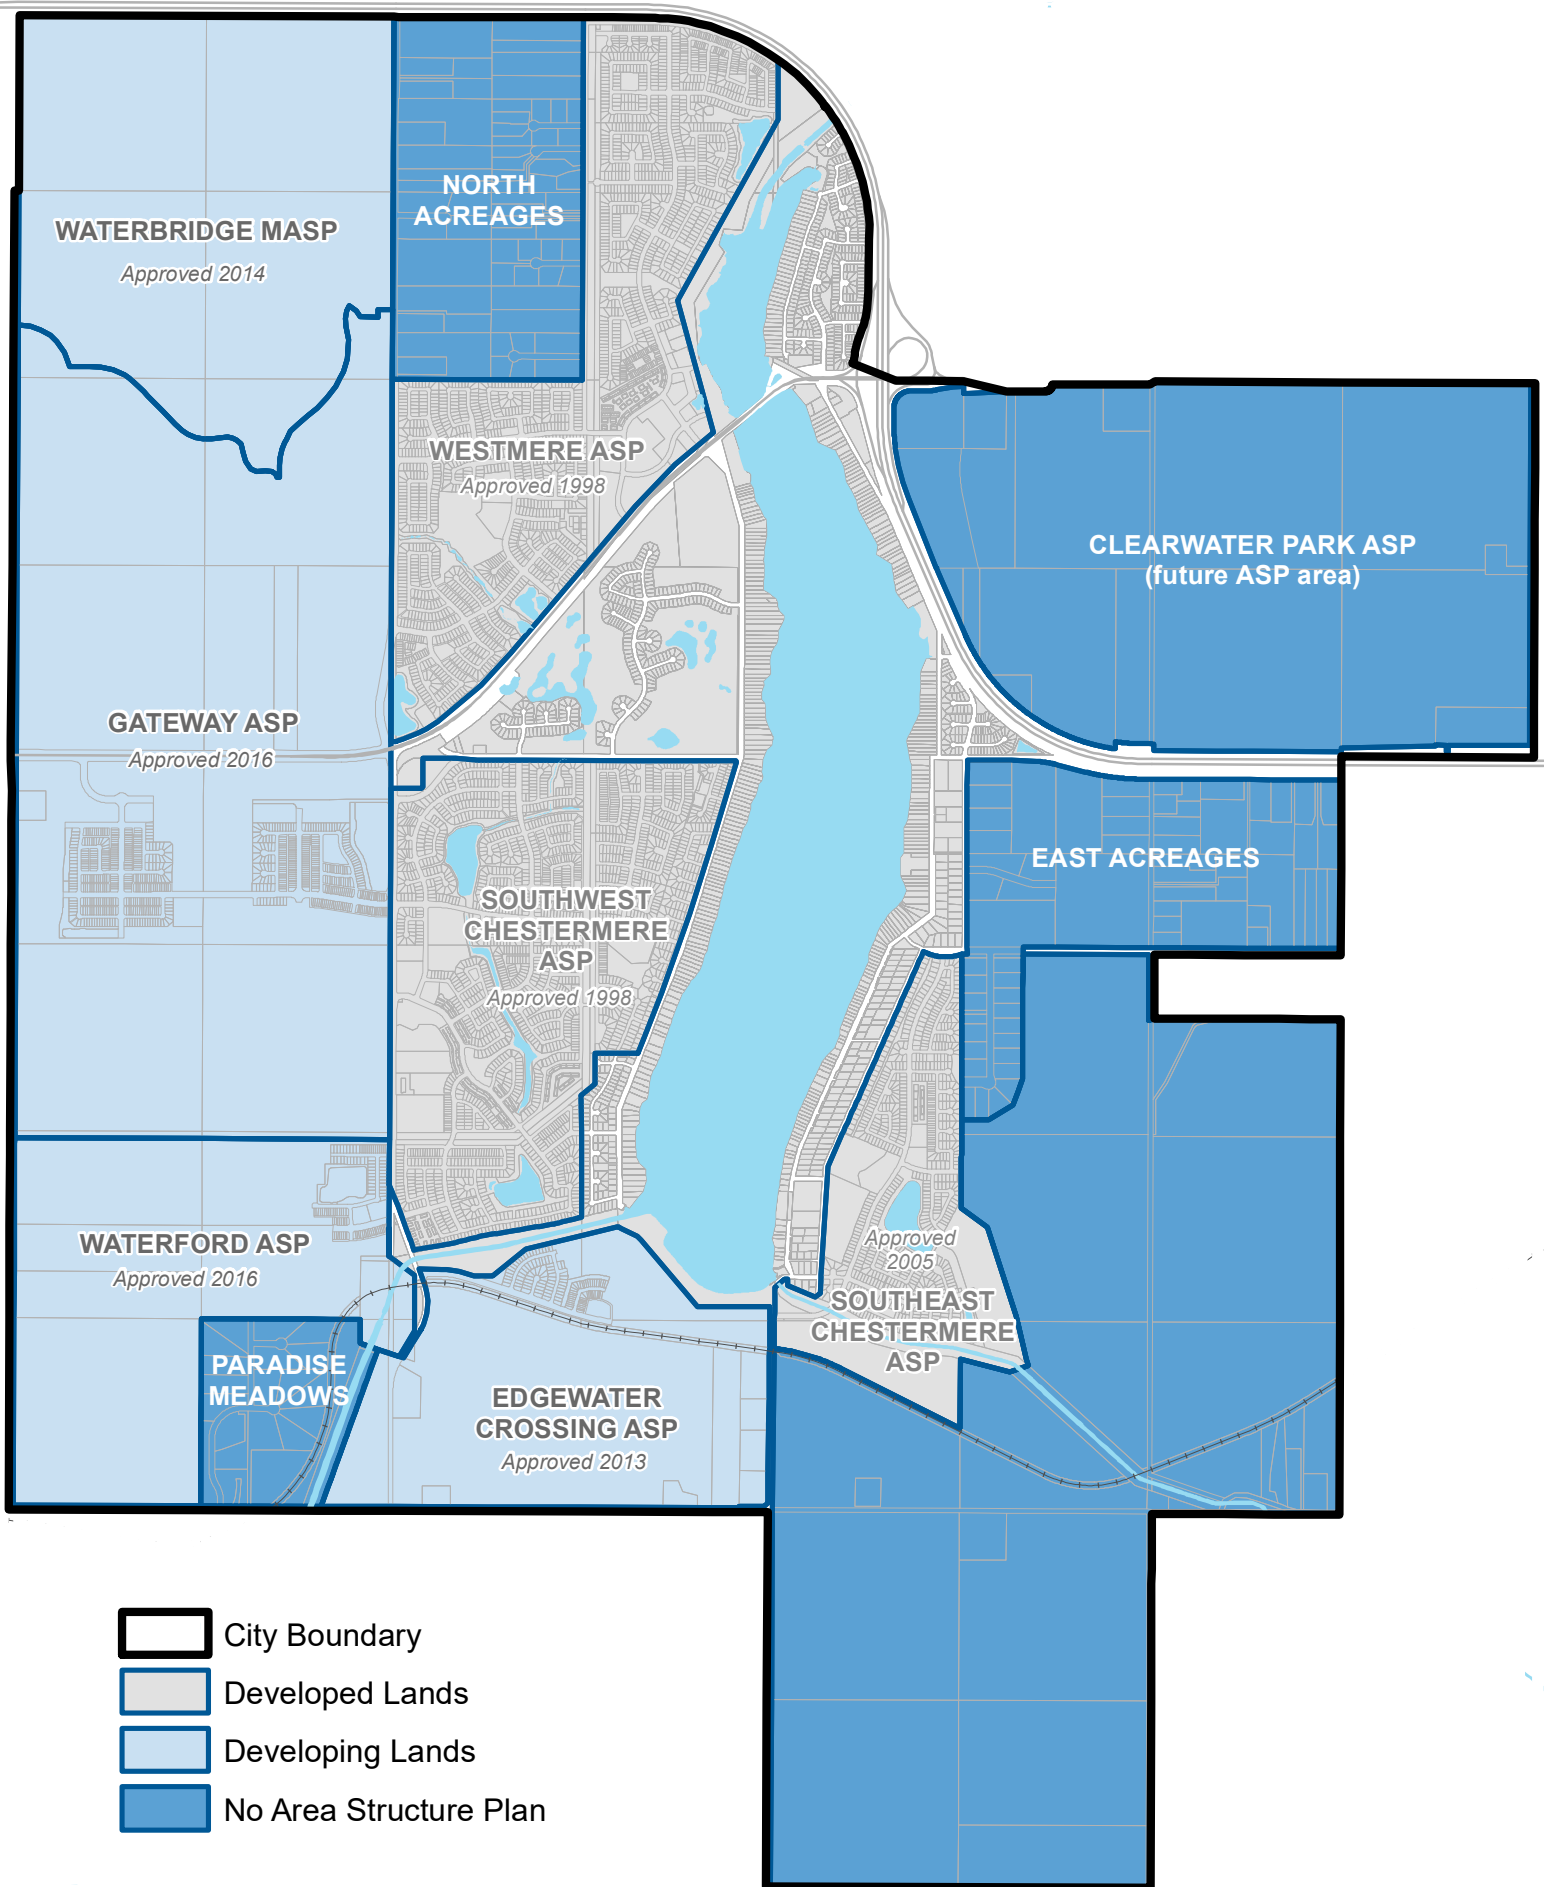 NORTH
ACREAGES
WATERBRIDGE MASP
Approved 2014
WESTMERE ASP
Approved 1998
CLEARWATER PARK ASP
(future ASP area)
GATEWAY ASP
Approved 2016
EAST ACREAGES
SOUTHWEST
CHESTERMERE
ASP
Approved 1998
WATERFORD ASP
Approved 2016
Approved
2005
SOUTHEAST
CHESTERMERE
ASP
PARADISE
MEADOWS
EDGEWATER
CROSSING ASP
Approved 2013
City Boundary
Developed Lands
Developing Lands
No Area Structure Plan